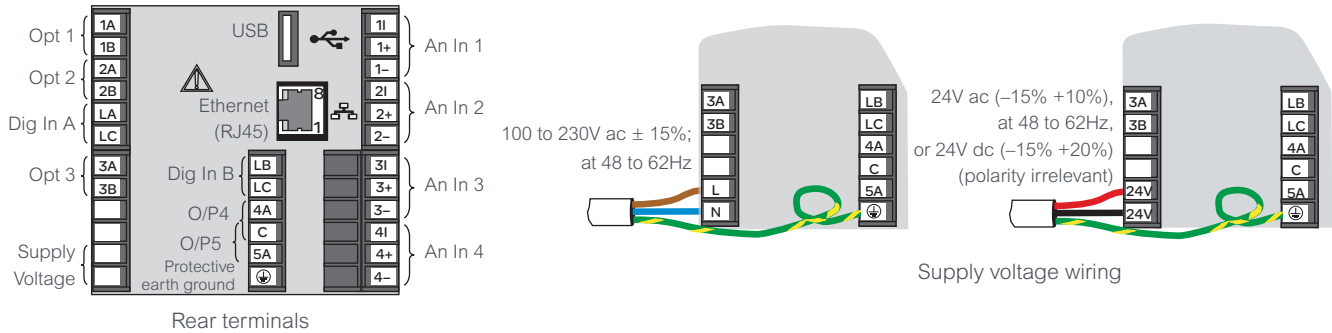 Opt 1
Opt 2
Dig In A
Opt 3
Supply
Voltage
1A
1B
2A
2B
LA
LC
3A
3B
USB
Ethernet
(RJ45)
8
1
Dig In B
O/P4
O/P5
Protective
earth ground
LB
LC
4A
C
5A
1I
1+
1–
2I
2+
2–
3I
3+
3–
4I
4+
4–
An In 1
An In 2
An In 3
An In 4
Rear terminals
100 to 230V ac ± 15%;
at 48 to 62Hz
3A
3B
L
N
LB
LC
4A
C
5A
24V ac (–15% +10%),
at 48 to 62Hz,
or 24V dc (–15% +20%)
(polarity irrelevant)
3A
3B
24V
24V
LB
LC
4A
C
5A
Supply voltage wiring